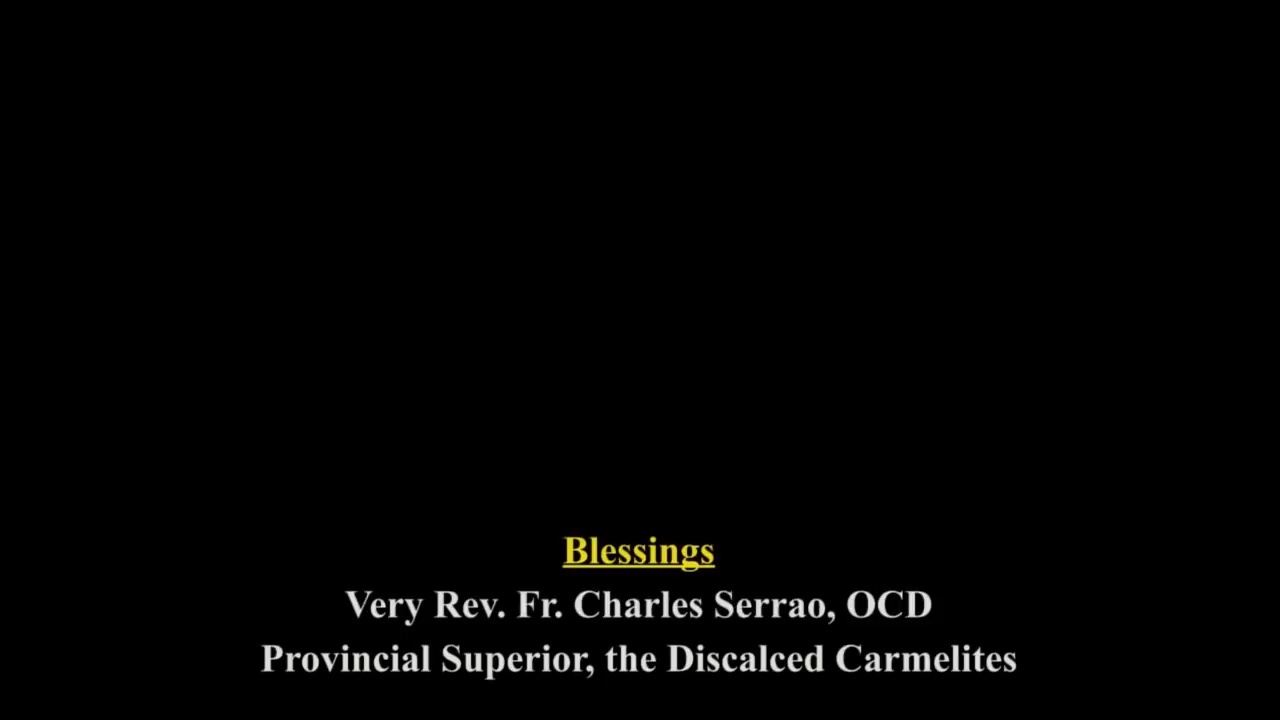 Blessings
Very Rev. Fr. Charles Serrao, OCD
Provincial Superior, the Discalced Carmelites